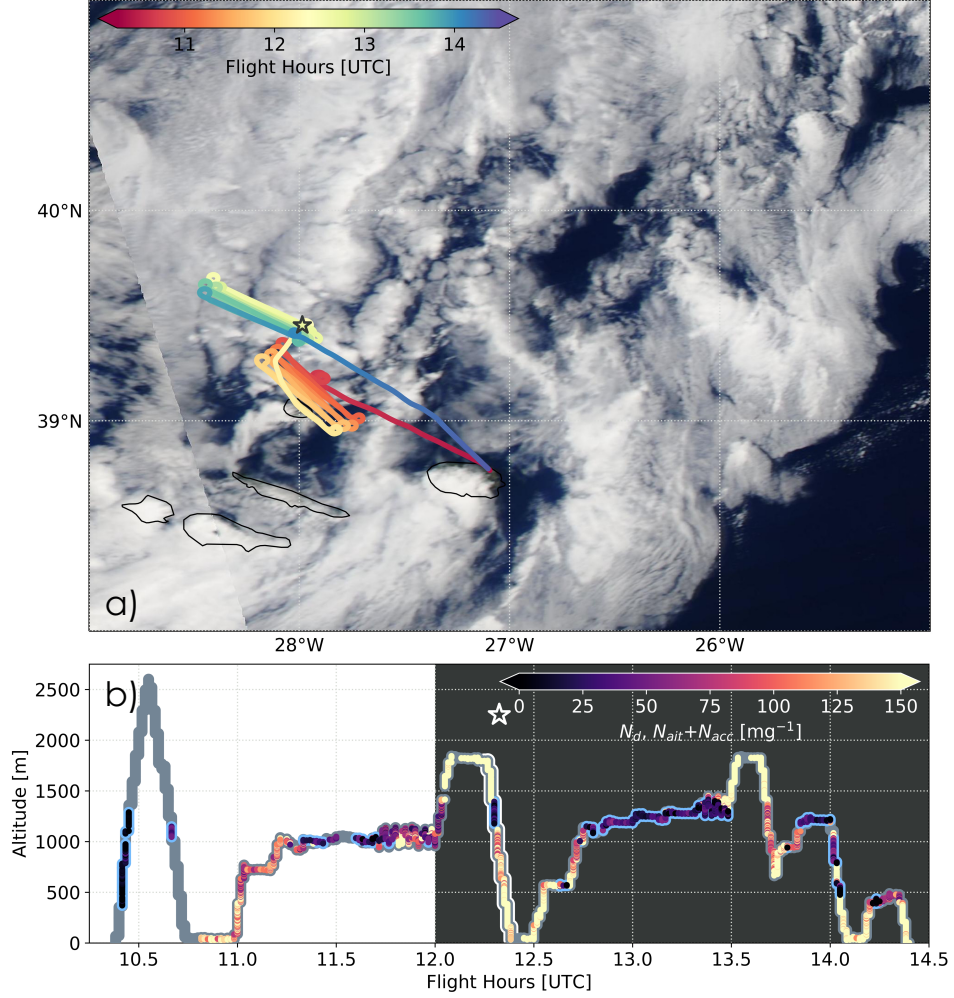 11 12 13 14
Flight Hours [UTC]
40°N
39°N
a)
28°W 27°W 26°W
b)
0 25 50 75 100 125 150
N_d, N_ait+N_acc [mg⁻¹]
Altitude [m]
2500
2000
1500
1000
500
0
10.5 11.0 11.5 12.0 12.5 13.0 13.5 14.0 14.5
Flight Hours [UTC]